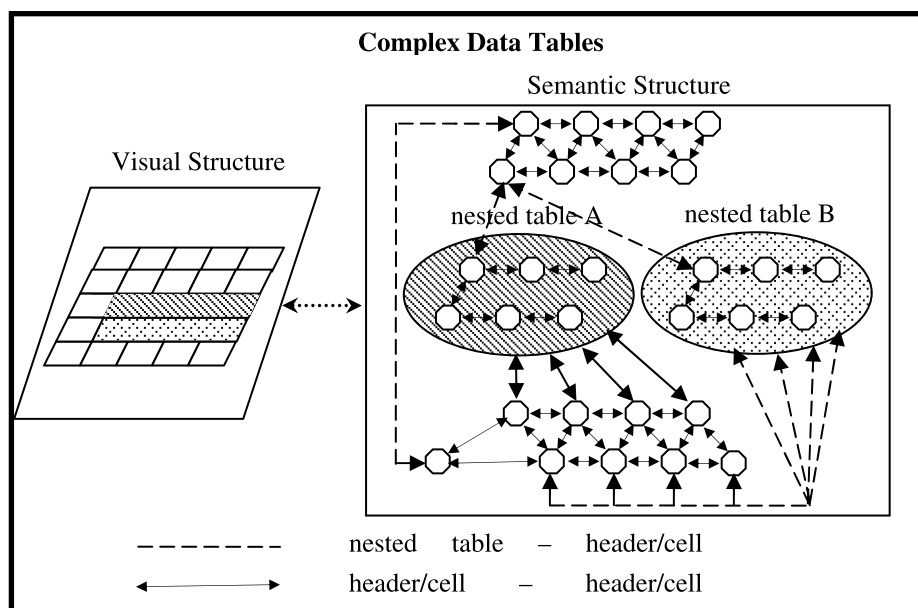 Complex Data Tables
Semantic Structure
Visual Structure
nested table A
nested table B
nested table – header/cell
header/cell – header/cell